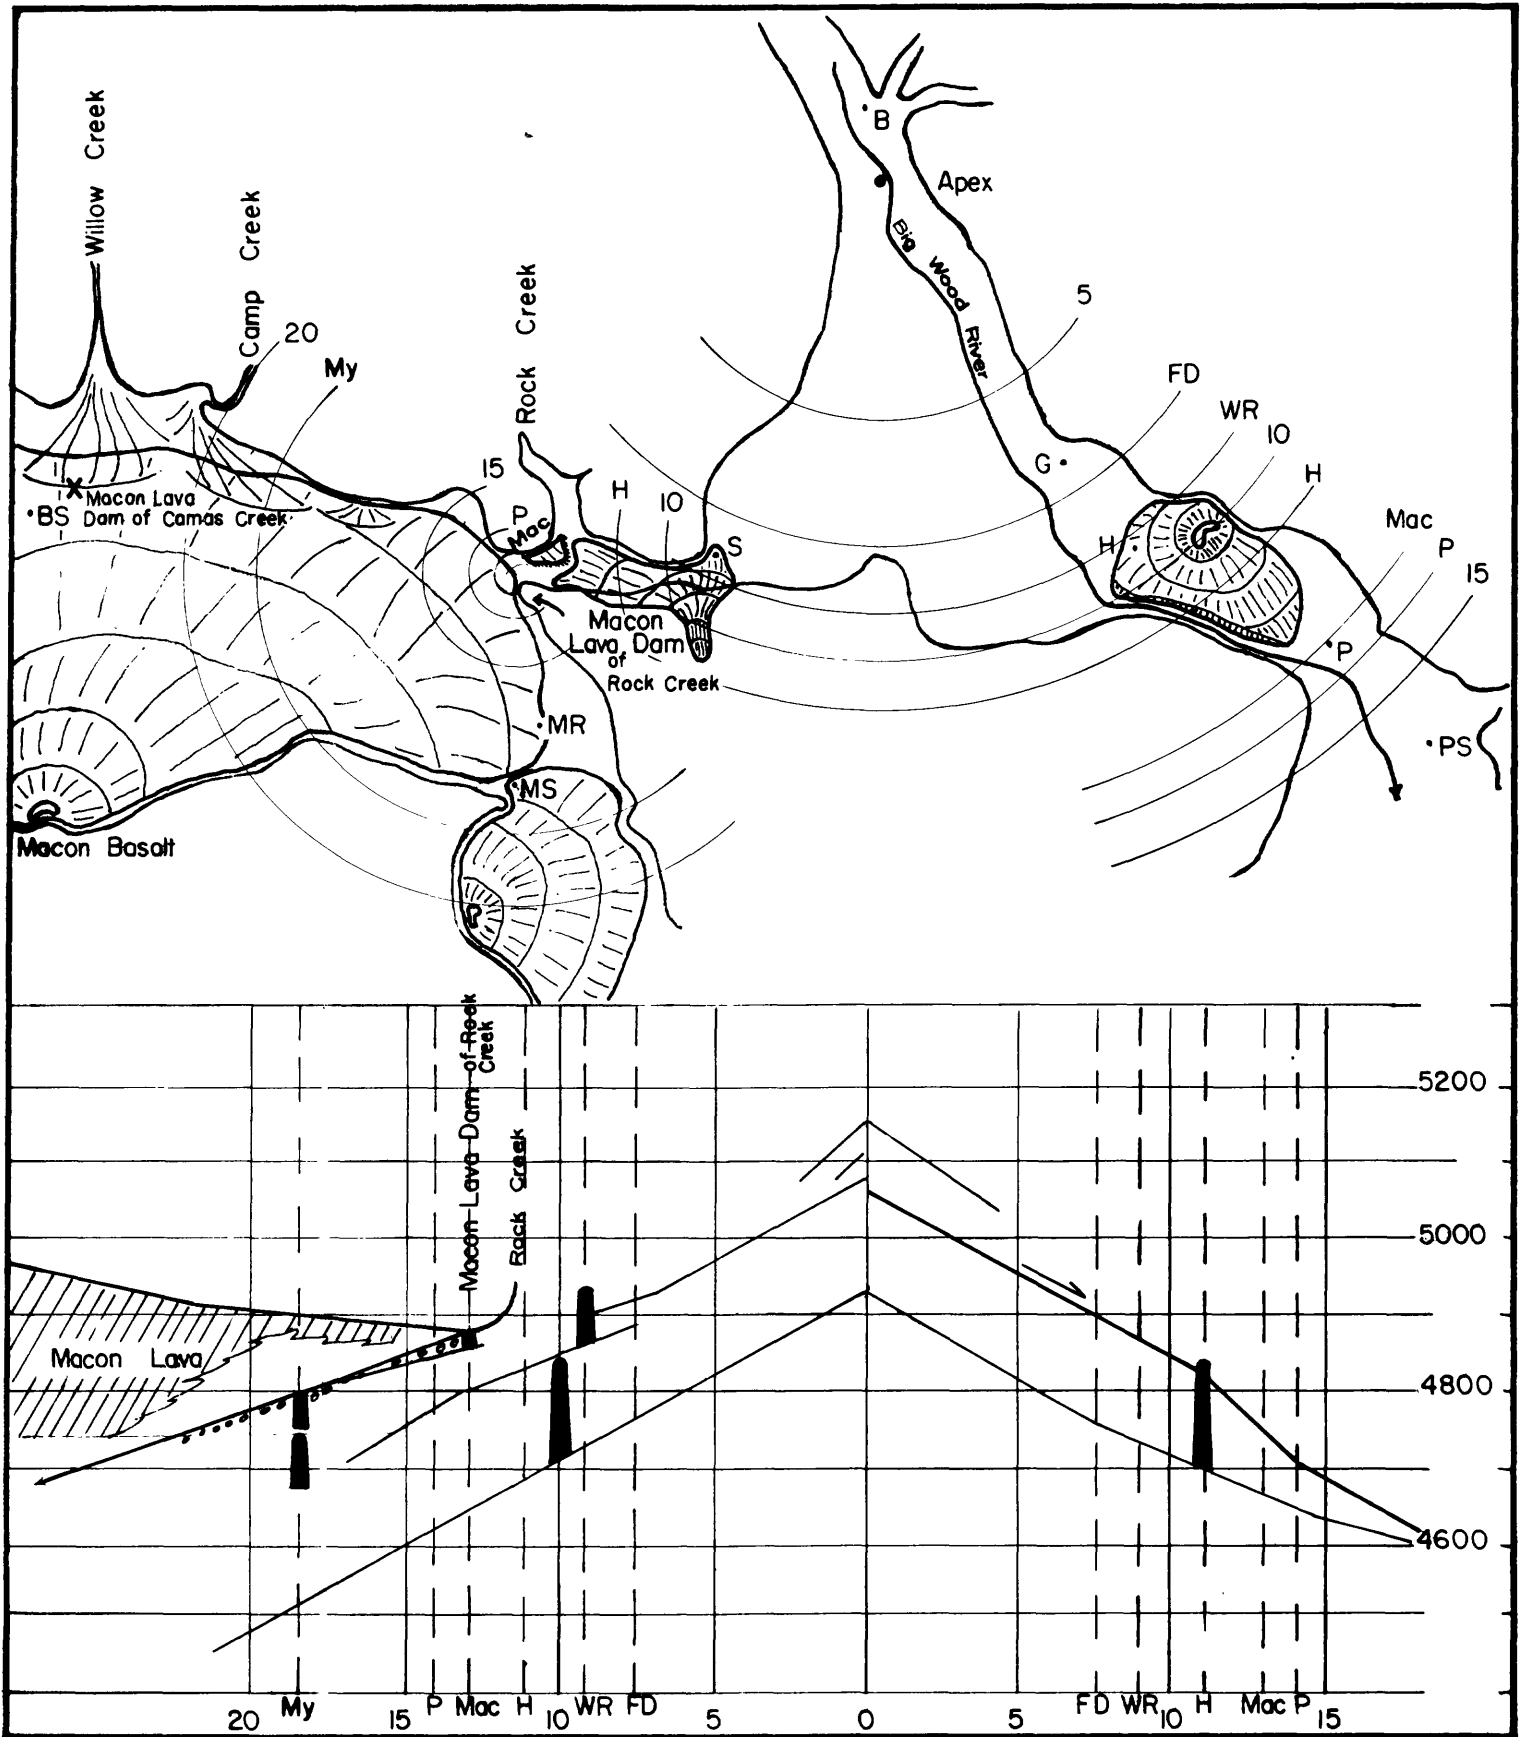 B
Apex
Willow Creek
Camp Creek
Rock Creek
Big Wood River
5
20
My
FD
WR
10
H
15
H
10
G
P
Mac
Macon Lava
Dam of Camas Creek
BS
S
H
Mac
P
15
Macon
Lava Dam
of
Rock Creek
P
MR
PS
MS
Macon Basalt
Macon Lava Dam of Rock
Creek
Rock Creek
5200
5000
Macon Lava
4800
4600
My P Mac H WR FD FD WR H Mac P
20 15 10 5 0 5 10 15